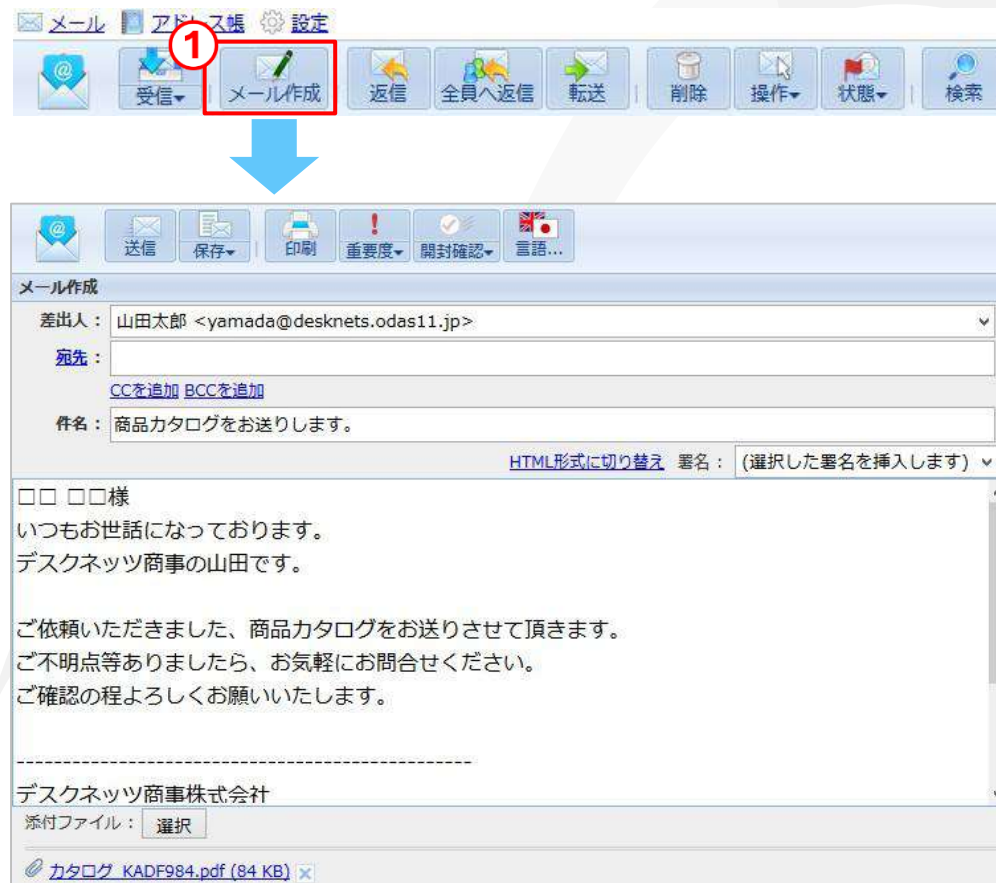 メール アドレス帳 設定
①
受信▾ メール作成 返信 全員へ返信 転送 削除 操作▾ 状態▾ 検索
送信 保存▾ 印刷 重要度▾ 開封確認▾ 言語...
メール作成
差出人： 山田太郎 <yamada@desknets.odas11.jp>
宛先：
CCを追加 BCCを追加
件名： 商品カタログをお送りします。
HTML形式に切り替え 署名： (選択した署名を挿入します)
□□ □□様
いつもお世話になっております。
デスクネッツ商事の山田です。
ご依頼いただきました、商品カタログをお送りさせて頂きます。
ご不明点等ありましたら、お気軽にお問合せください。
ご確認の程よろしくお願いいたします。
-------------------------------------------------
デスクネッツ商事株式会社
添付ファイル： 選択
カタログ_KADF984.pdf (84 KB)